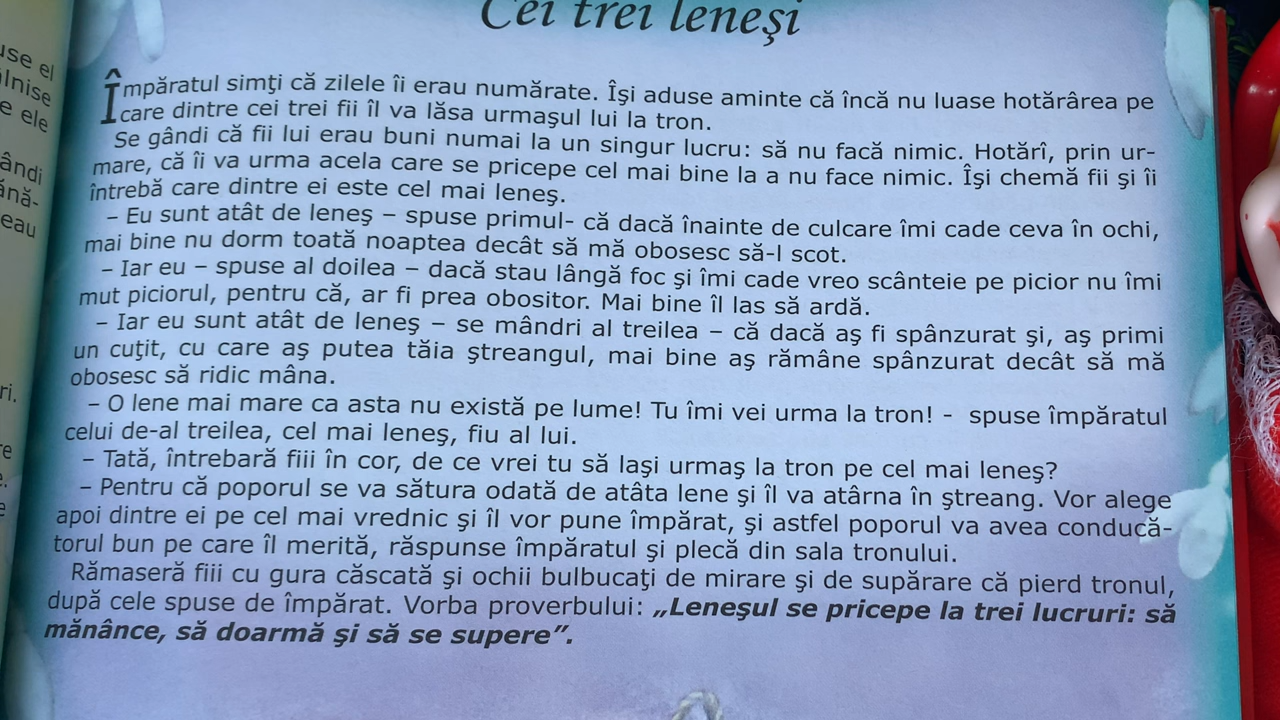 Cei trei leneşi
Împăratul simţi că zilele îi erau numărate. Îşi aduse aminte că încă nu luase hotărârea pe
care dintre cei trei fii îl va lăsa urmaşul lui la tron.
Se gândi că fii lui erau buni numai la un singur lucru: să nu facă nimic. Hotărî, prin ur-
mare, că îi va urma acela care se pricepe cel mai bine la a nu face nimic. Îşi chemă fii şi îi
întrebă care dintre ei este cel mai leneş.
– Eu sunt atât de leneş – spuse primul- că dacă înainte de culcare îmi cade ceva în ochi,
mai bine nu dorm toată noaptea decât să mă obosesc să-l scot.
– Iar eu – spuse al doilea – dacă stau lângă foc şi îmi cade vreo scânteie pe picior nu îmi
mut piciorul, pentru că, ar fi prea obositor. Mai bine îl las să ardă.
– Iar eu sunt atât de leneş – se mândri al treilea – că dacă aş fi spânzurat şi, aş primi
un cuţit, cu care aş putea tăia ştreangul, mai bine aş rămâne spânzurat decât să mă
obosesc să ridic mâna.
– O lene mai mare ca asta nu există pe lume! Tu îmi vei urma la tron! - spuse împăratul
celui de-al treilea, cel mai leneş, fiu al lui.
– Tată, întrebară fiii în cor, de ce vrei tu să laşi urmaş la tron pe cel mai leneş?
– Pentru că poporul se va sătura odată de atâta lene şi îl va atârna în ştreang. Vor alege
apoi dintre ei pe cel mai vrednic şi îl vor pune împărat, şi astfel poporul va avea conducă-
torul bun pe care îl merită, răspunse împăratul şi plecă din sala tronului.
Rămaseră fiii cu gura căscată şi ochii bulbucaţi de mirare şi de supărare că pierd tronul,
după cele spuse de împărat. Vorba proverbului: „Leneşul se pricepe la trei lucruri: să
mănânce, să doarmă şi să se supere”.